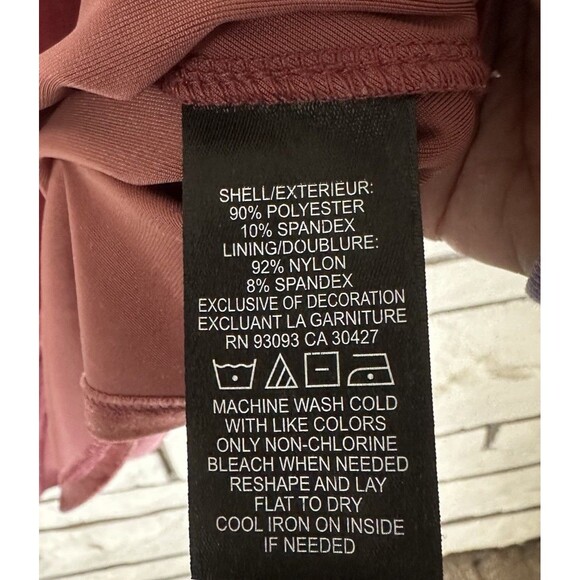 SHELL/EXTERIEUR:
90% POLYESTER
10% SPANDEX
LINING/DOUBLURE:
92% NYLON
8% SPANDEX
EXCLUSIVE OF DECORATION
EXCLUANT LA GARNITURE
RN 93093 CA 30427
MACHINE WASH COLD
WITH LIKE COLORS
ONLY NON-CHLORINE
BLEACH WHEN NEEDED
RESHAPE AND LAY
FLAT TO DRY
COOL IRON ON INSIDE
IF NEEDED